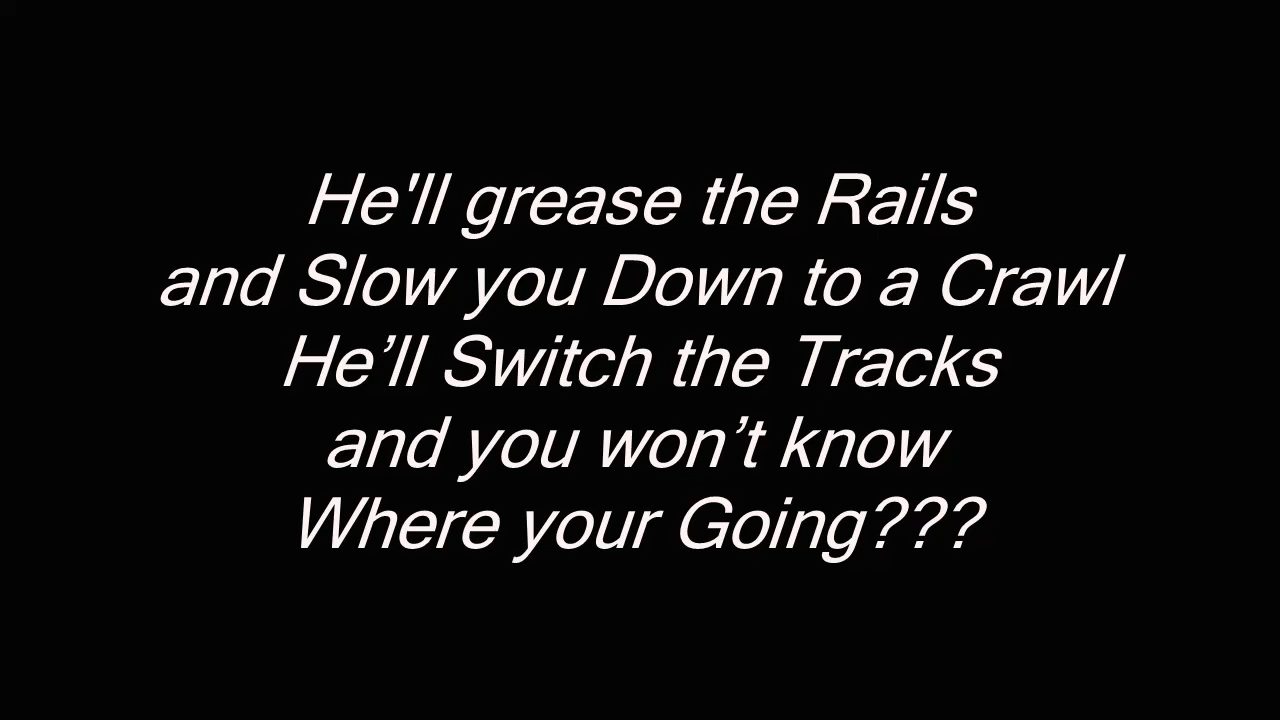 He'll grease the Rails
and Slow you Down to a Crawl
He’ll Switch the Tracks
and you won’t know
Where your Going???